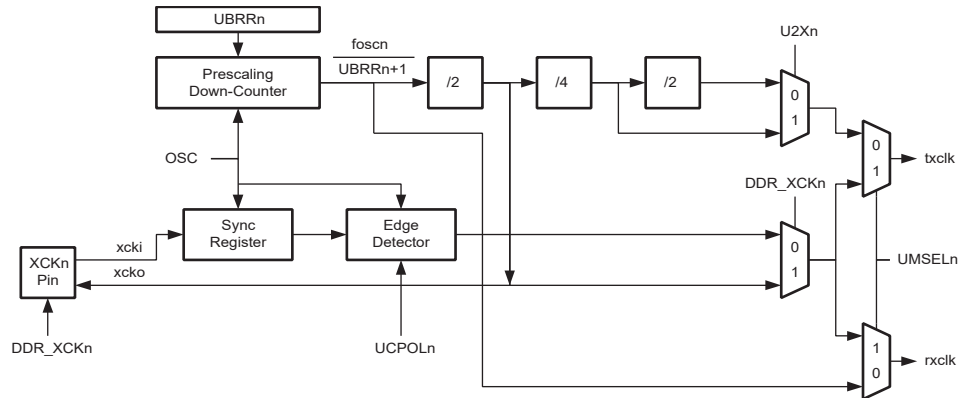 UBRRn
foscn
UBRRn+1
U2Xn
Prescaling
Down-Counter
/2
/4
/2
0
1
OSC
0
1
txclk
DDR_XCKn
Sync
Register
Edge
Detector
0
1
xcki
XCKn
Pin
xcko
UMSELn
DDR_XCKn
UCPOLn
1
0
rxclk